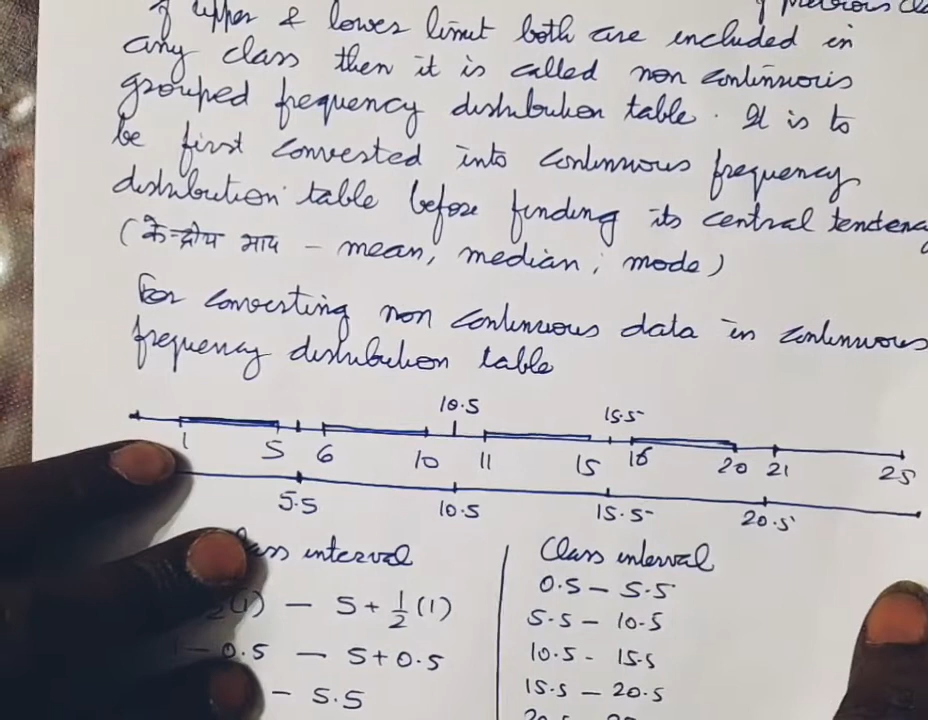 of previous
If upper & lower limit both are included in
any class then it is called non continuous
grouped frequency distribution table. It is to
be first converted into continuous frequency
distribution table before finding its central tendency
(केन्द्रीय माप - mean, median, mode)
For converting non continuous data in continuous
frequency distribution table
10.5 15.5
1 5 6 10 11 15 16 20 21 25
5.5 10.5 15.5 20.5
interval
(1) - 5+1/2(1)
- 0.5 - 5+0.5
- 5.5
Class interval
0.5 - 5.5
5.5 - 10.5
10.5 - 15.5
15.5 - 20.5